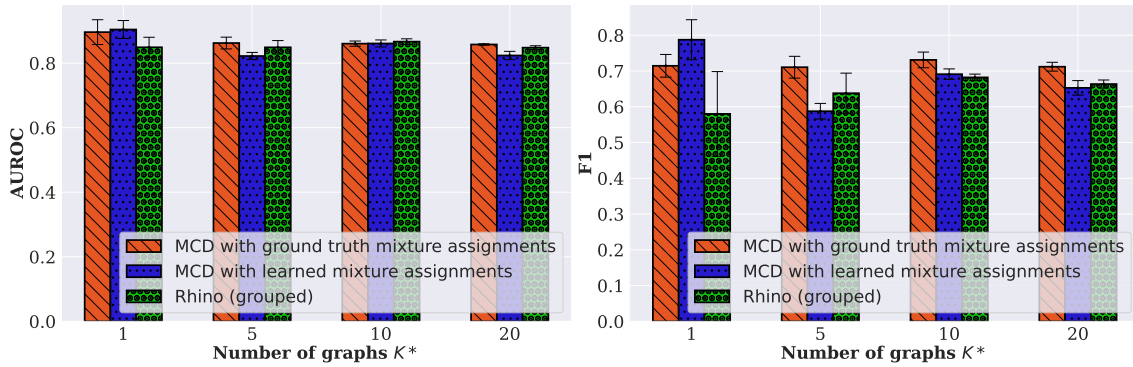 AUROC
0.8
0.6
0.4
0.2
0.0
MCD with ground truth mixture assignments
MCD with learned mixture assignments
Rhino (grouped)
1 5 10 20
Number of graphs K*
F1
0.8
0.7
0.6
0.5
0.4
0.3
0.2
0.1
0.0
MCD with ground truth mixture assignments
MCD with learned mixture assignments
Rhino (grouped)
1 5 10 20
Number of graphs K*